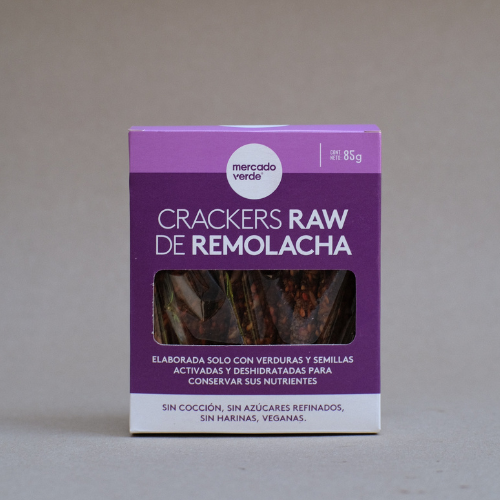 mercado
verde®
CONT.
NETO 85g
CRACKERS RAW
DE REMOLACHA
ELABORADA SOLO CON VERDURAS Y SEMILLAS
ACTIVADAS Y DESHIDRATADAS PARA
CONSERVAR SUS NUTRIENTES
SIN COCCIÓN, SIN AZÚCARES REFINADOS,
SIN HARINAS, VEGANAS.